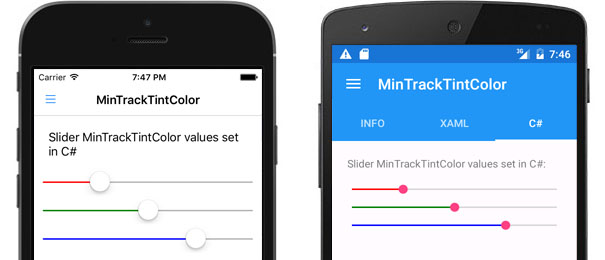 Carrier 7:47 PM
MinTrackTintColor
Slider MinTrackTintColor values set
in C#
3G 7:46
MinTrackTintColor
INFO XAML C#
Slider MinTrackTintColor values set in C#: